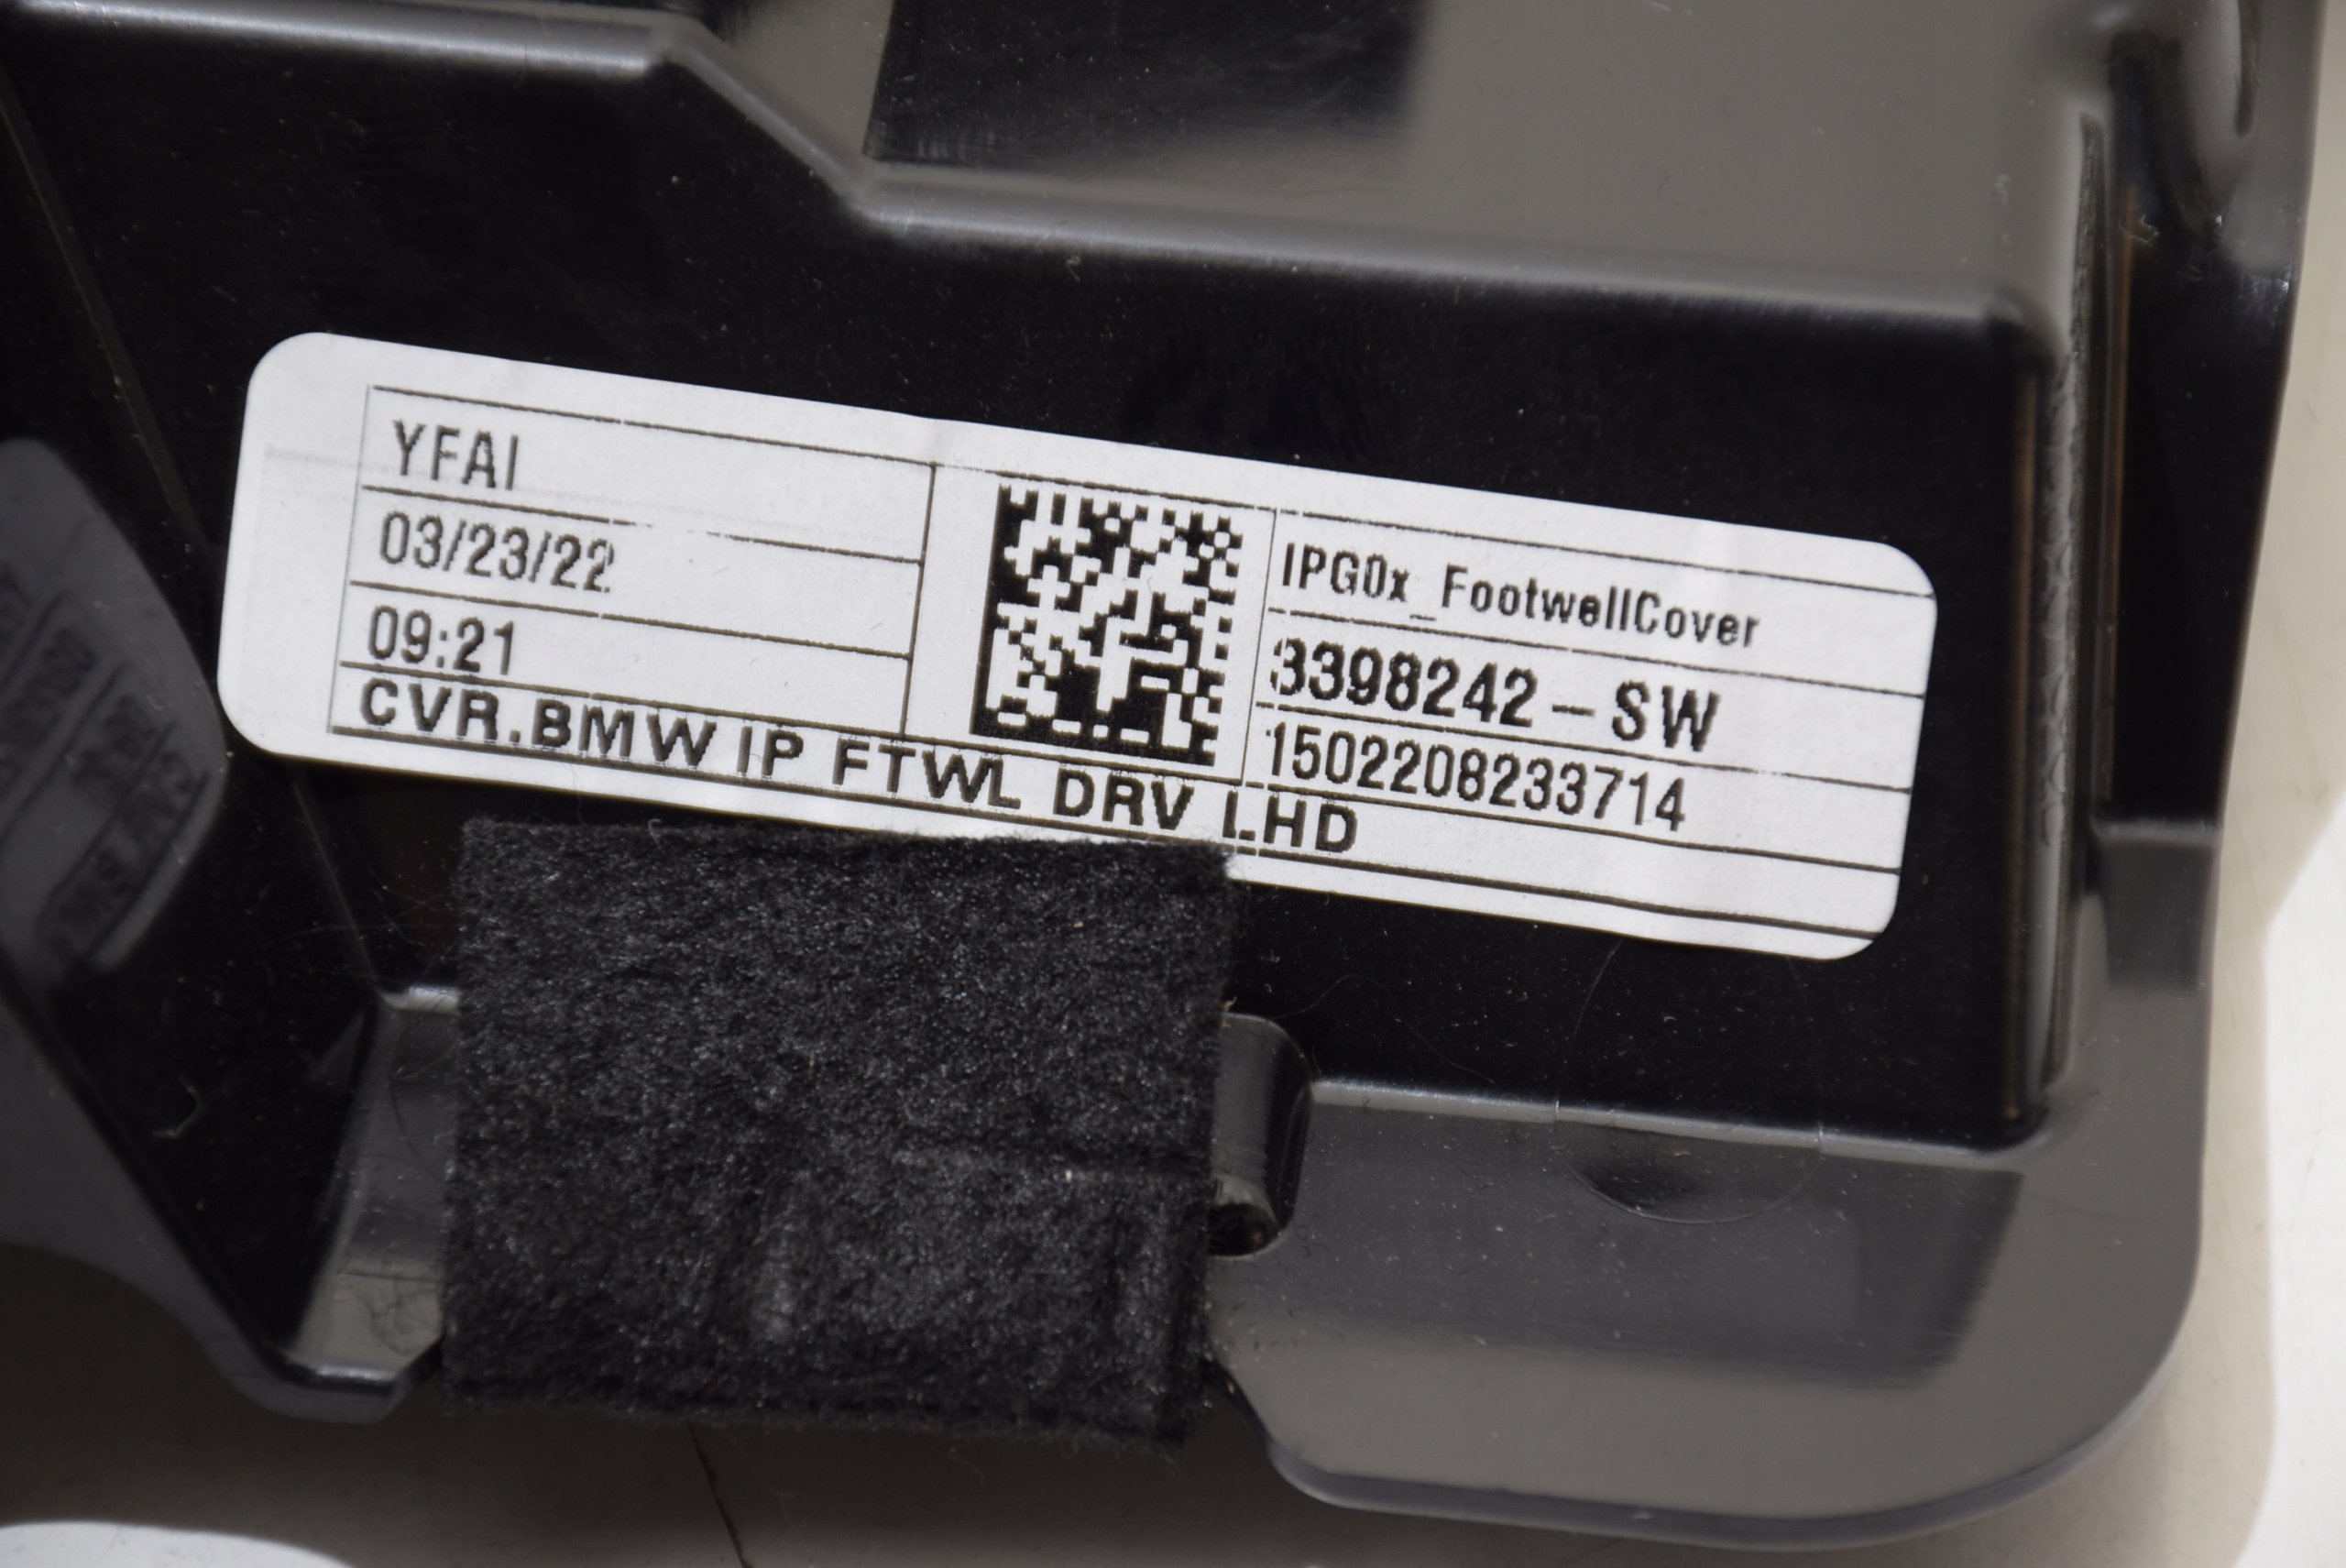 YFAI
03/23/22
09:21
IPG0x_FootwellCover
3398242-SW
1502208233714
CVR.BMW IP FTWL DRV LHD